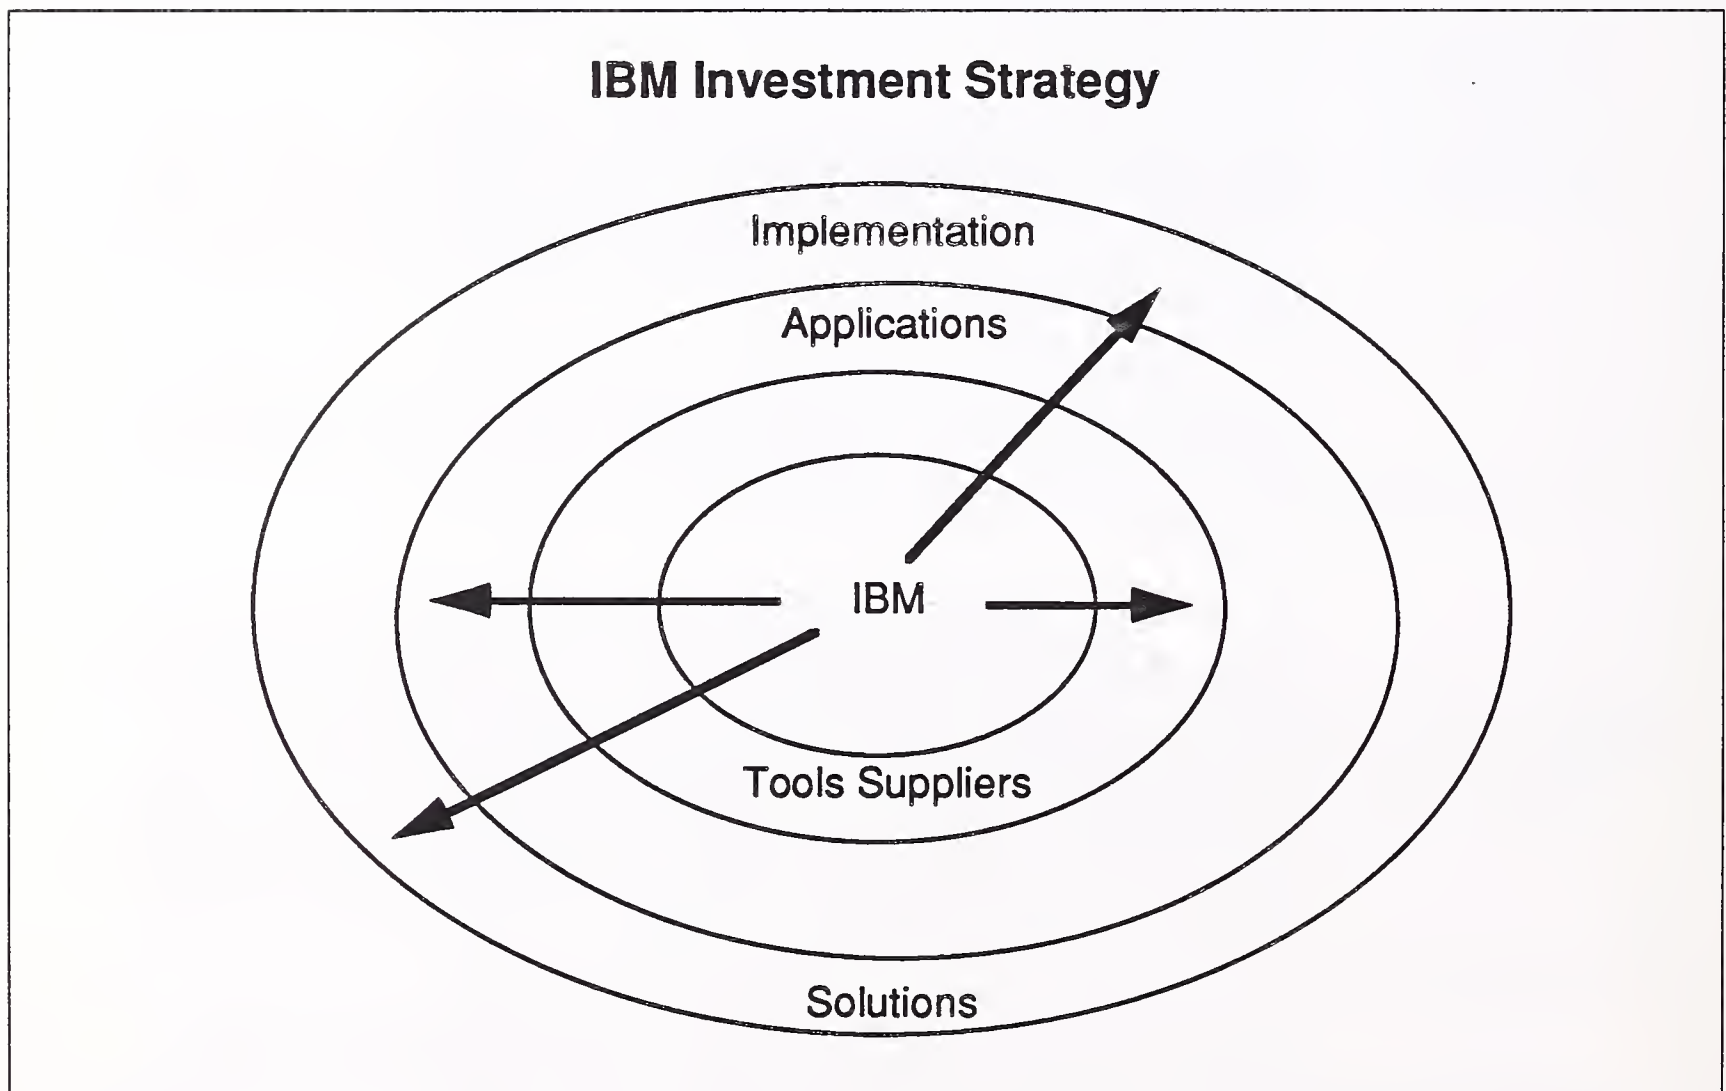 IBM Investment Strategy
Implementation
Applications
IBM
Tools Suppliers
Solutions